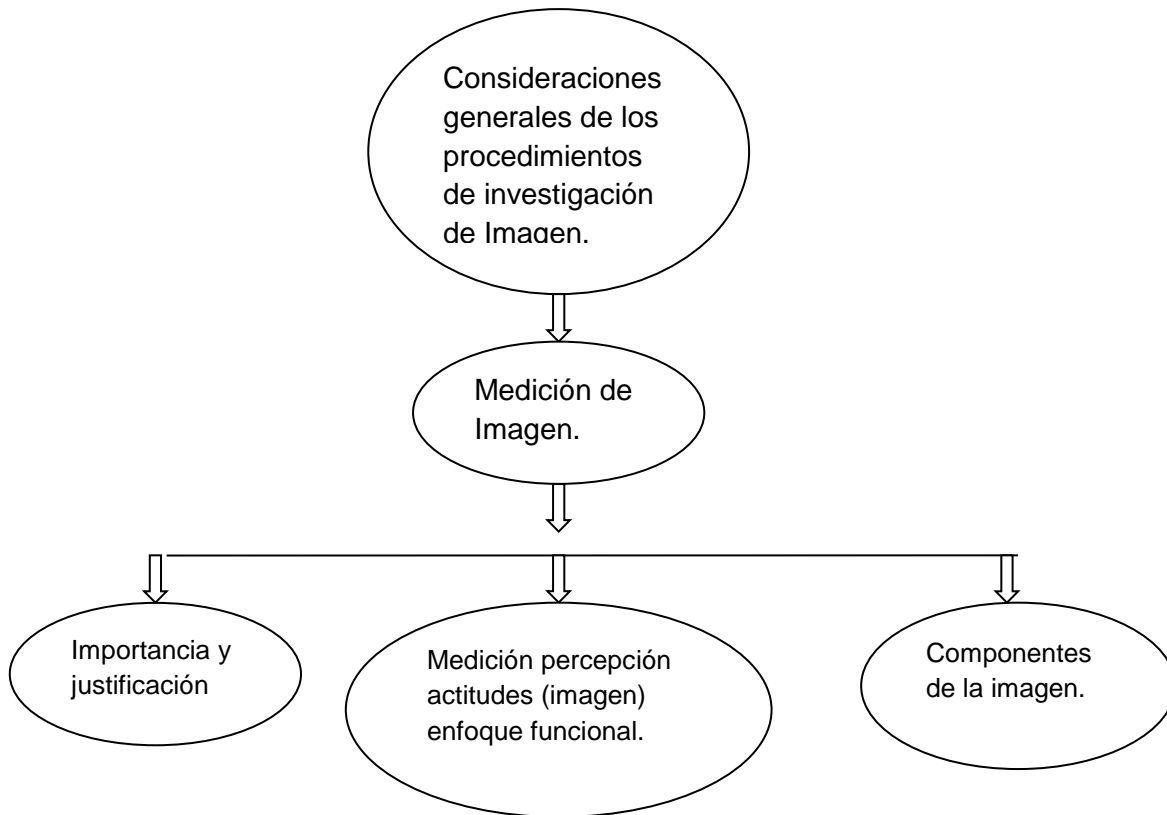 Consideraciones
generales de los
procedimientos
de investigación
de Imagen.
Medición de
Imagen.
Importancia y
justificación
Medición percepción
actitudes (imagen)
enfoque funcional.
Componentes
de la imagen.